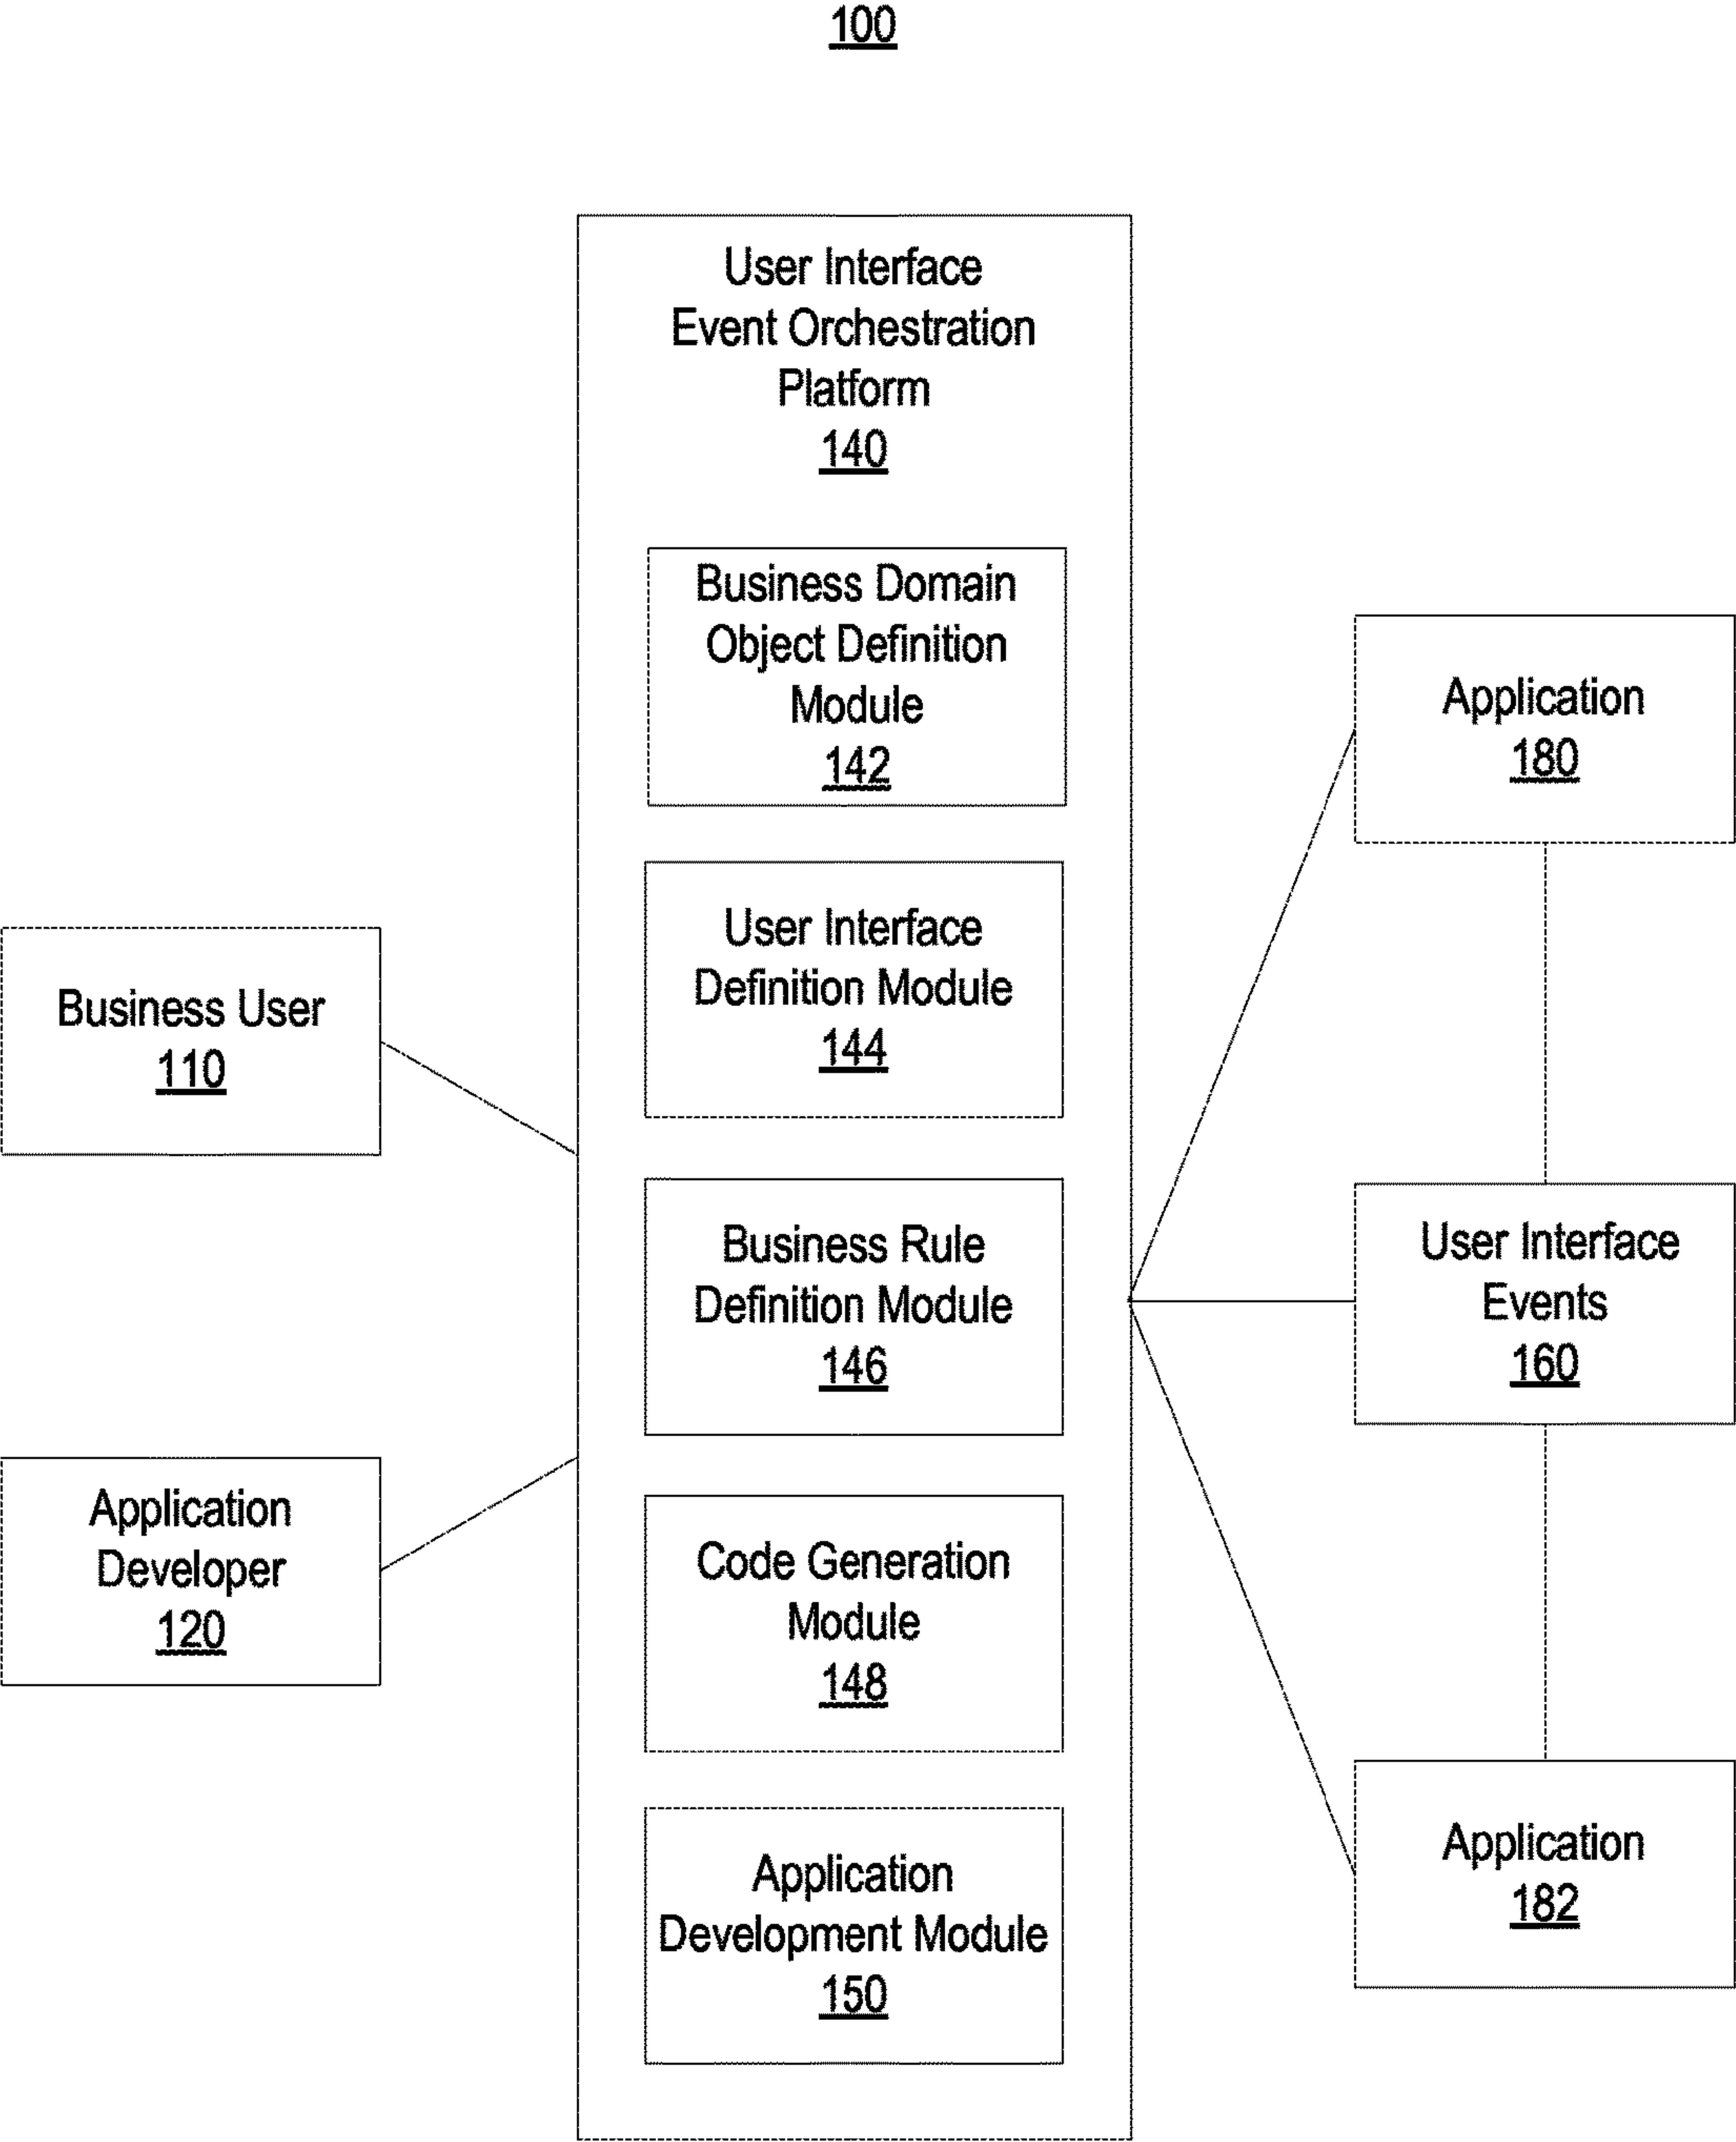 100
User Interface
Event Orchestration
Platform
140
Business Domain
Object Definition
Module
142
User Interface
Definition Module
144
Business Rule
Definition Module
146
Code Generation
Module
148
Application
Development Module
150
Business User
110
Application
Developer
120
Application
180
User Interface
Events
160
Application
182